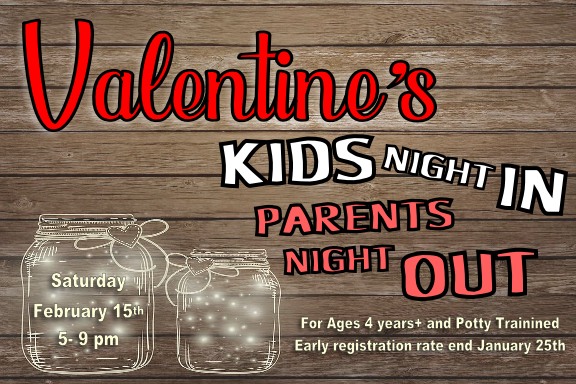 Valentine's
KIDS NIGHT IN
PARENTS
NIGHT OUT
Saturday
February 15th
5- 9 pm
For Ages 4 years+ and Potty Trainined
Early registration rate end January 25th